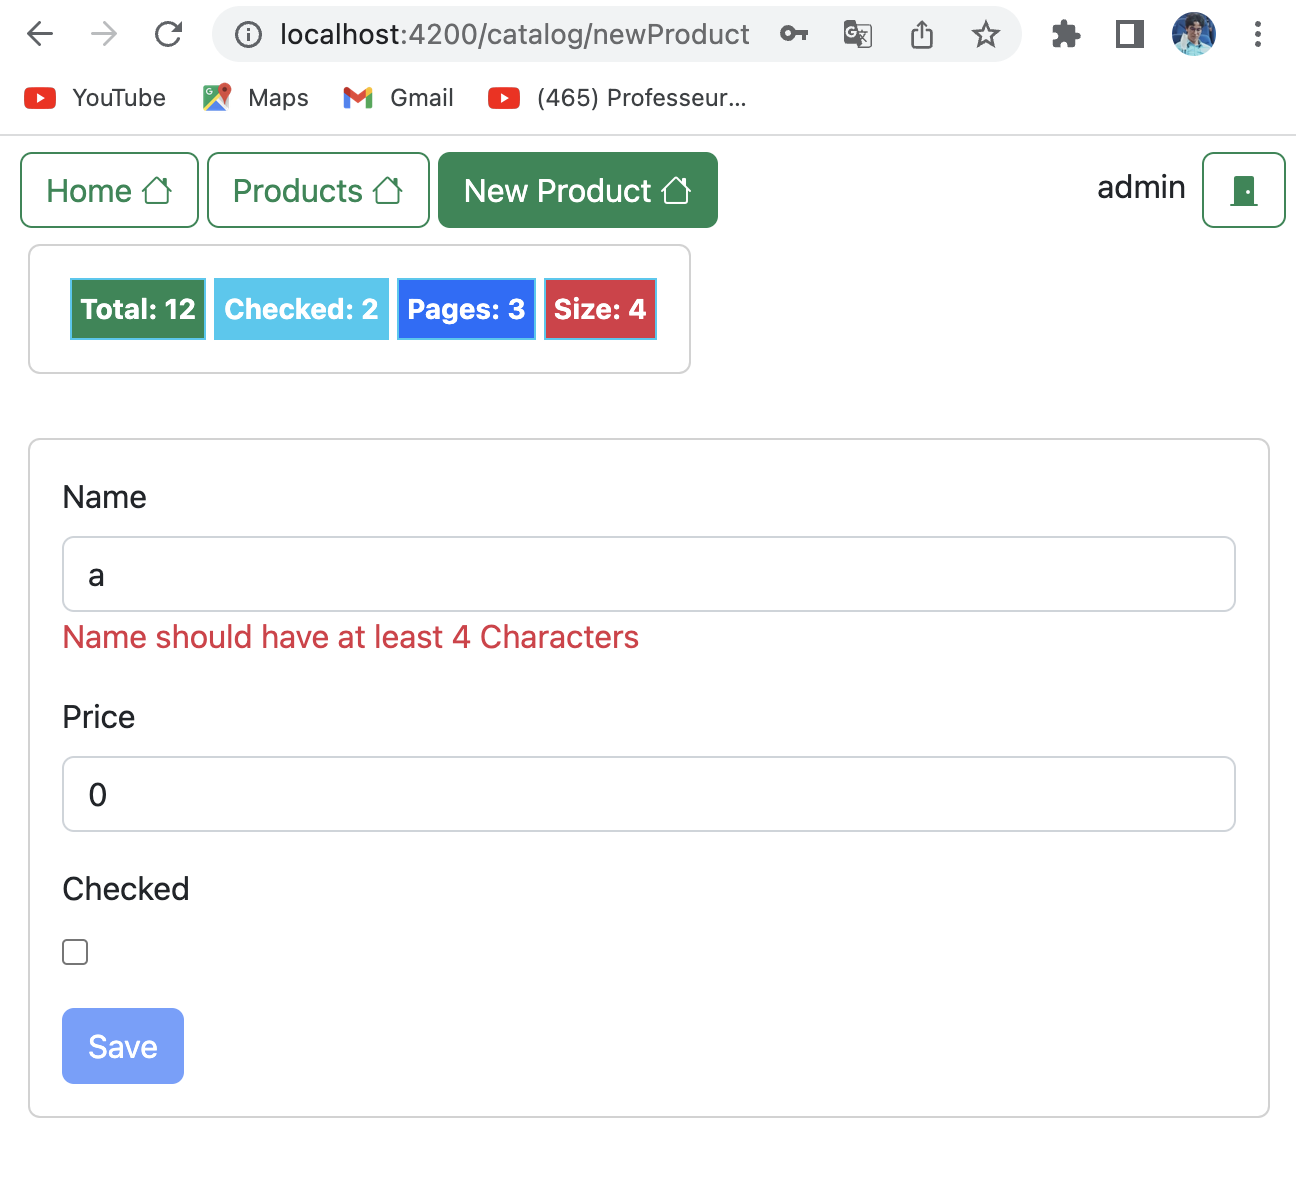 localhost:4200/catalog/newProduct
YouTube Maps Gmail (465) Professeur...
Home Products New Product admin
Total: 12 Checked: 2 Pages: 3 Size: 4
Name
a
Name should have at least 4 Characters
Price
0
Checked
Save